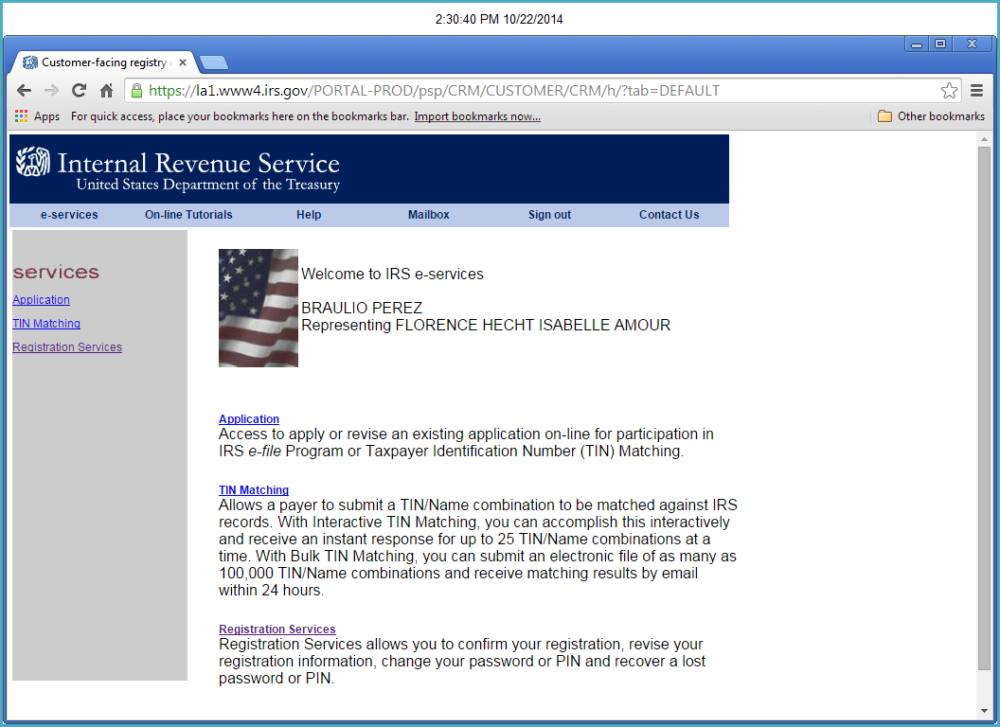 2:30:40 PM 10/22/2014
Customer-facing registry
https://la1.www4.irs.gov/PORTAL-PROD/psp/CRM/CUSTOMER/CRM/h/?tab=DEFAULT
Apps For quick access, place your bookmarks here on the bookmarks bar. Import bookmarks now... Other bookmarks
Internal Revenue Service
United States Department of the Treasury
e-services On-line Tutorials Help Mailbox Sign out Contact Us
services
Application
TIN Matching
Registration Services
Welcome to IRS e-services
BRAULIO PEREZ
Representing FLORENCE HECHT ISABELLE AMOUR
Application
Access to apply or revise an existing application on-line for participation in
IRS e-file Program or Taxpayer Identification Number (TIN) Matching.
TIN Matching
Allows a payer to submit a TIN/Name combination to be matched against IRS
records. With Interactive TIN Matching, you can accomplish this interactively
and receive an instant response for up to 25 TIN/Name combinations at a
time. With Bulk TIN Matching, you can submit an electronic file of as many as
100,000 TIN/Name combinations and receive matching results by email
within 24 hours.
Registration Services
Registration Services allows you to confirm your registration, revise your
registration information, change your password or PIN and recover a lost
password or PIN.